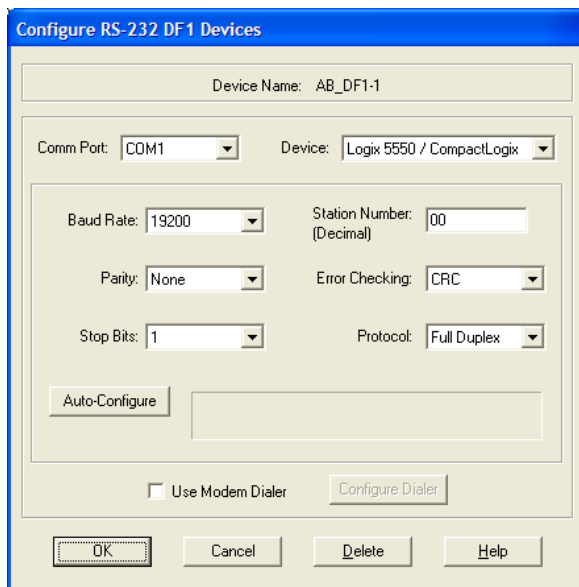 Configure RS-232 DF1 Devices
Device Name: AB_DF1-1
Comm Port: COM1 Device: Logix 5550 / CompactLogix
Baud Rate: 19200 Station Number: (Decimal) 00
Parity: None Error Checking: CRC
Stop Bits: 1 Protocol: Full Duplex
Auto-Configure
Use Modem Dialer Configure Dialer
OK Cancel Delete Help